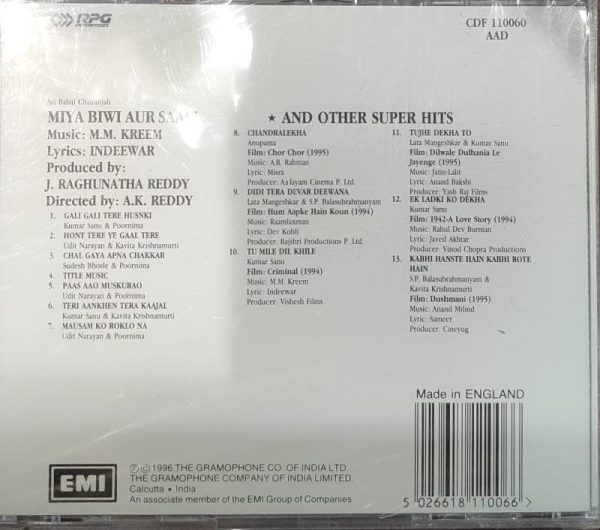 RPG
ENTERPRISES
CDF 110060
AAD
Sri Balaji Chitranjali
MIYA BIWI AUR SAALI
Music: M.M. KREEM
Lyrics: INDEEWAR
Produced by:
J. RAGHUNATHA REDDY
Directed by: A.K. REDDY
1. GALI GALI TERE HUSNKI
Kumar Sanu & Poornima
2. HONT TERE YE GAAL TERE
Udit Narayan & Kavita Krishnamurti
3. CHAL GAYA APNA CHAKKAR
Sudesh Bhosle & Poornima
4. TITLE MUSIC
5. PAAS AAO MUSKURAO
Udit Narayan & Poornima
6. TERI AANKHEN TERA KAAJAL
Kumar Sanu & Kavita Krishnamurti
7. MAUSAM KO ROKLO NA
Udit Narayan & Poornima
★ AND OTHER SUPER HITS
8. CHANDRALEKHA
Anupama
Film: Chor Chor (1995)
Music: A.R. Rahman
Lyric: Misra
Producer: Aalayam Cinema P. Ltd.
9. DIDI TERA DEVAR DEEWANA
Lata Mangeshkar & S.P. Balasubrahmanyam
Film: Hum Aapke Hain Koun (1994)
Music: Raamlaxman
Lyric: Dev Kohli
Producer: Rajshri Productions P. Ltd.
10. TU MILE DIL KHILE
Kumar Sanu
Film: Criminal (1994)
Music: M.M. Kreem
Lyric: Indeewar
Producer: Vishesh Films
11. TUJHE DEKHA TO
Lata Mangeshkar & Kumar Sanu
Film: Dilwale Dulhania Le
Jayenge (1995)
Music: Jatin-Lalit
Lyric: Anand Bakshi
Producer: Yash Raj Films
12. EK LADKI KO DEKHA
Kumar Sanu
Film: 1942-A Love Story (1994)
Music: Rahul Dev Burman
Lyric: Javed Akhtar
Producer: Vinod Chopra Productions
13. KABHI HANSTE HAIN KABHI ROTE
HAIN
S.P. Balasubrahmanyam &
Kavita Krishnamurti
Film: Dushmani (1995)
Music: Anand Milind
Lyric: Sameer
Producer: Cineyug
Made in ENGLAND
EMI
Ⓟ © 1996 THE GRAMOPHONE CO. OF INDIA LTD.
THE GRAMOPHONE COMPANY OF INDIA LIMITED
Calcutta • India
An associate member of the EMI Group of Companies
5 026618 110066 >